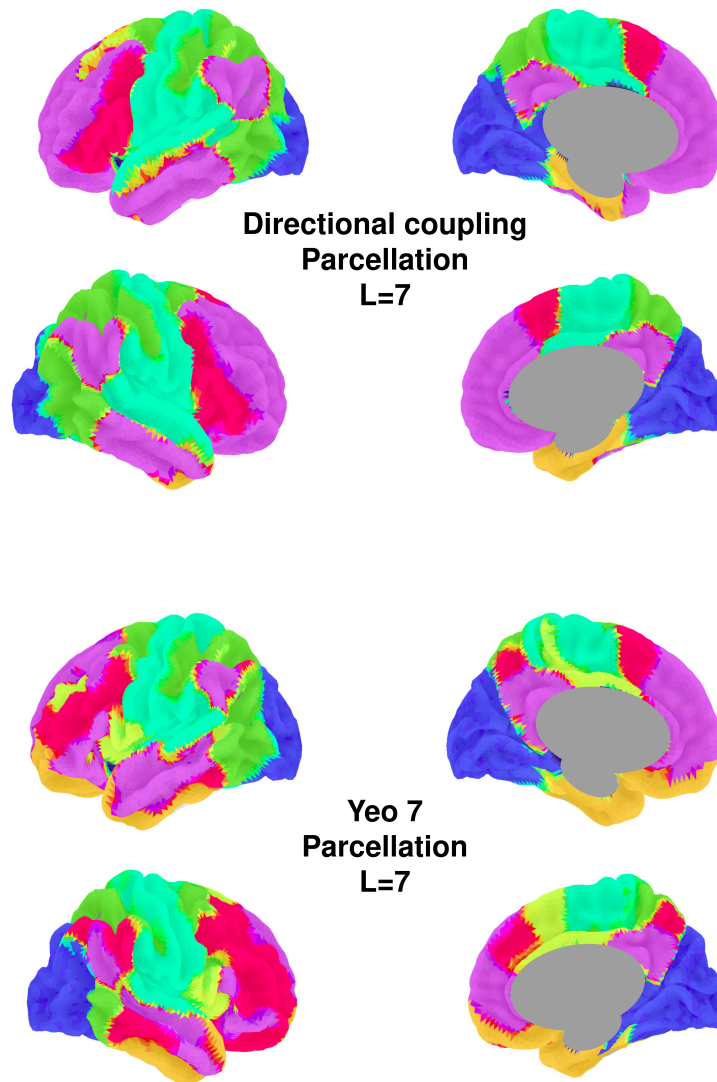 Directional coupling
Parcellation
L=7
Yeo 7
Parcellation
L=7